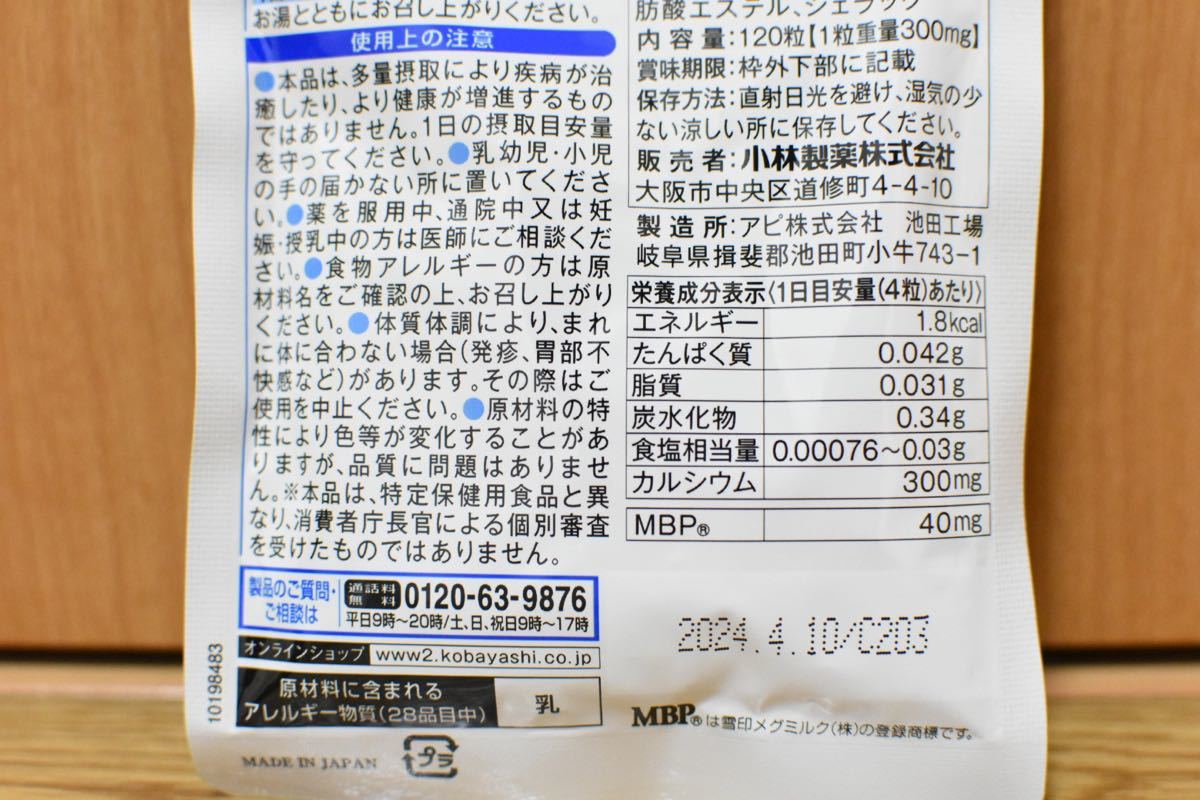 お湯とともにお召し上がりください。
使用上の注意
●本品は、多量摂取により疾病が治
癒したり、より健康が増進するもの
ではありません。1日の摂取目安量
を守ってください。●乳幼児・小児
の手の届かない所に置いてくださ
い。●薬を服用中、通院中又は妊
娠・授乳中の方は医師にご相談くだ
さい。●食物アレルギーの方は原
材料名をご確認の上、お召し上がり
ください。●体質体調により、まれ
に体に合わない場合(発疹、胃部不
快感など)があります。その際はご
使用を中止ください。●原材料の特
性により色等が変化することがあ
りますが、品質に問題はありませ
ん。※本品は、特定保健用食品と異
なり、消費者庁長官による個別審査
を受けたものではありません。
製品のご質問・
ご相談は
通話料
無料
0120-63-9876
平日9時〜20時/土、日、祝日9時〜17時
オンラインショップ www2.kobayashi.co.jp
原材料に含まれる
アレルギー物質(28品目中)
乳
MADE IN JAPAN
プラ
10198483
肪酸エステル、シェラック
内容量:120粒【1粒重量300mg】
賞味期限:枠外下部に記載
保存方法:直射日光を避け、湿気の少
ない涼しい所に保存してください。
販売者:小林製薬株式会社
大阪市中央区道修町4-4-10
製造所:アピ株式会社 池田工場
岐阜県揖斐郡池田町小牛743-1
栄養成分表示〈1日目安量(4粒)あたり〉
エネルギー 1.8kcal
たんぱく質 0.042g
脂質 0.031g
炭水化物 0.34g
食塩相当量 0.00076〜0.03g
カルシウム 300mg
MBP® 40mg
2024.4.10/C203
MBP®は雪印メグミルク(株)の登録商標です。